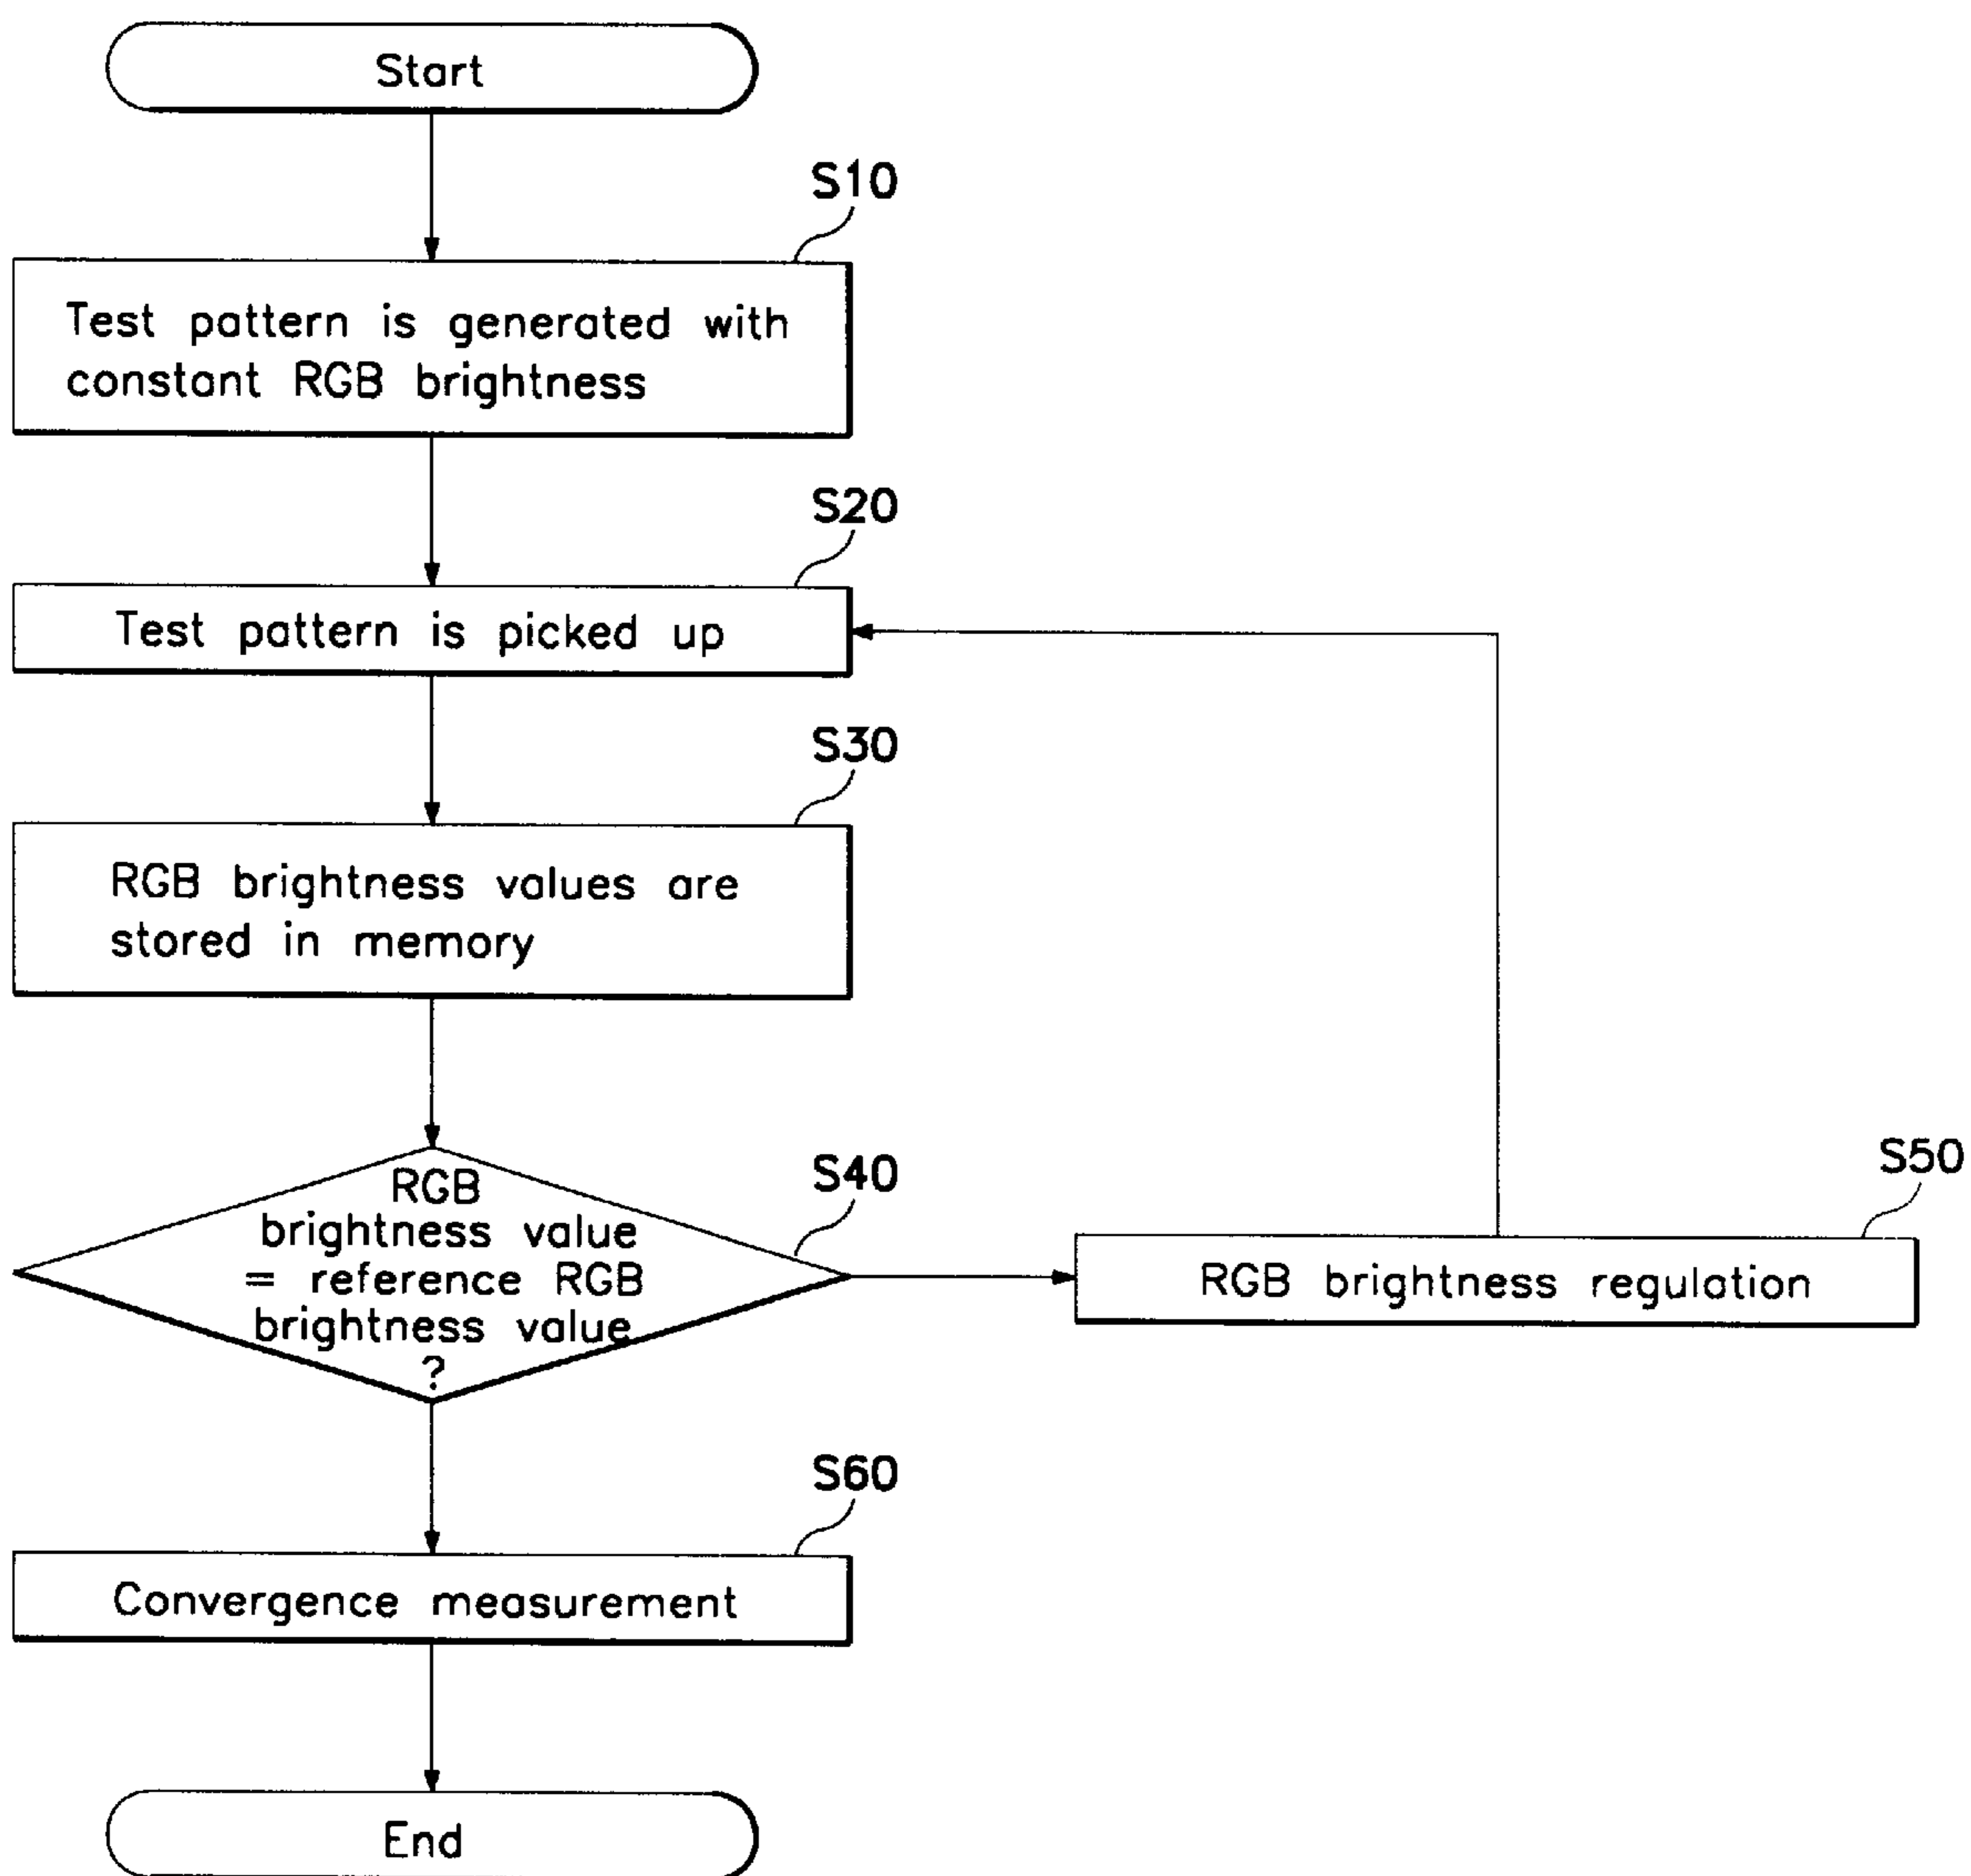 Start
S10
Test pattern is generated with
constant RGB brightness
S20
Test pattern is picked up
S30
RGB brightness values are
stored in memory
S40
RGB
brightness value
= reference RGB
brightness value
?
S50
RGB brightness regulation
S60
Convergence measurement
End